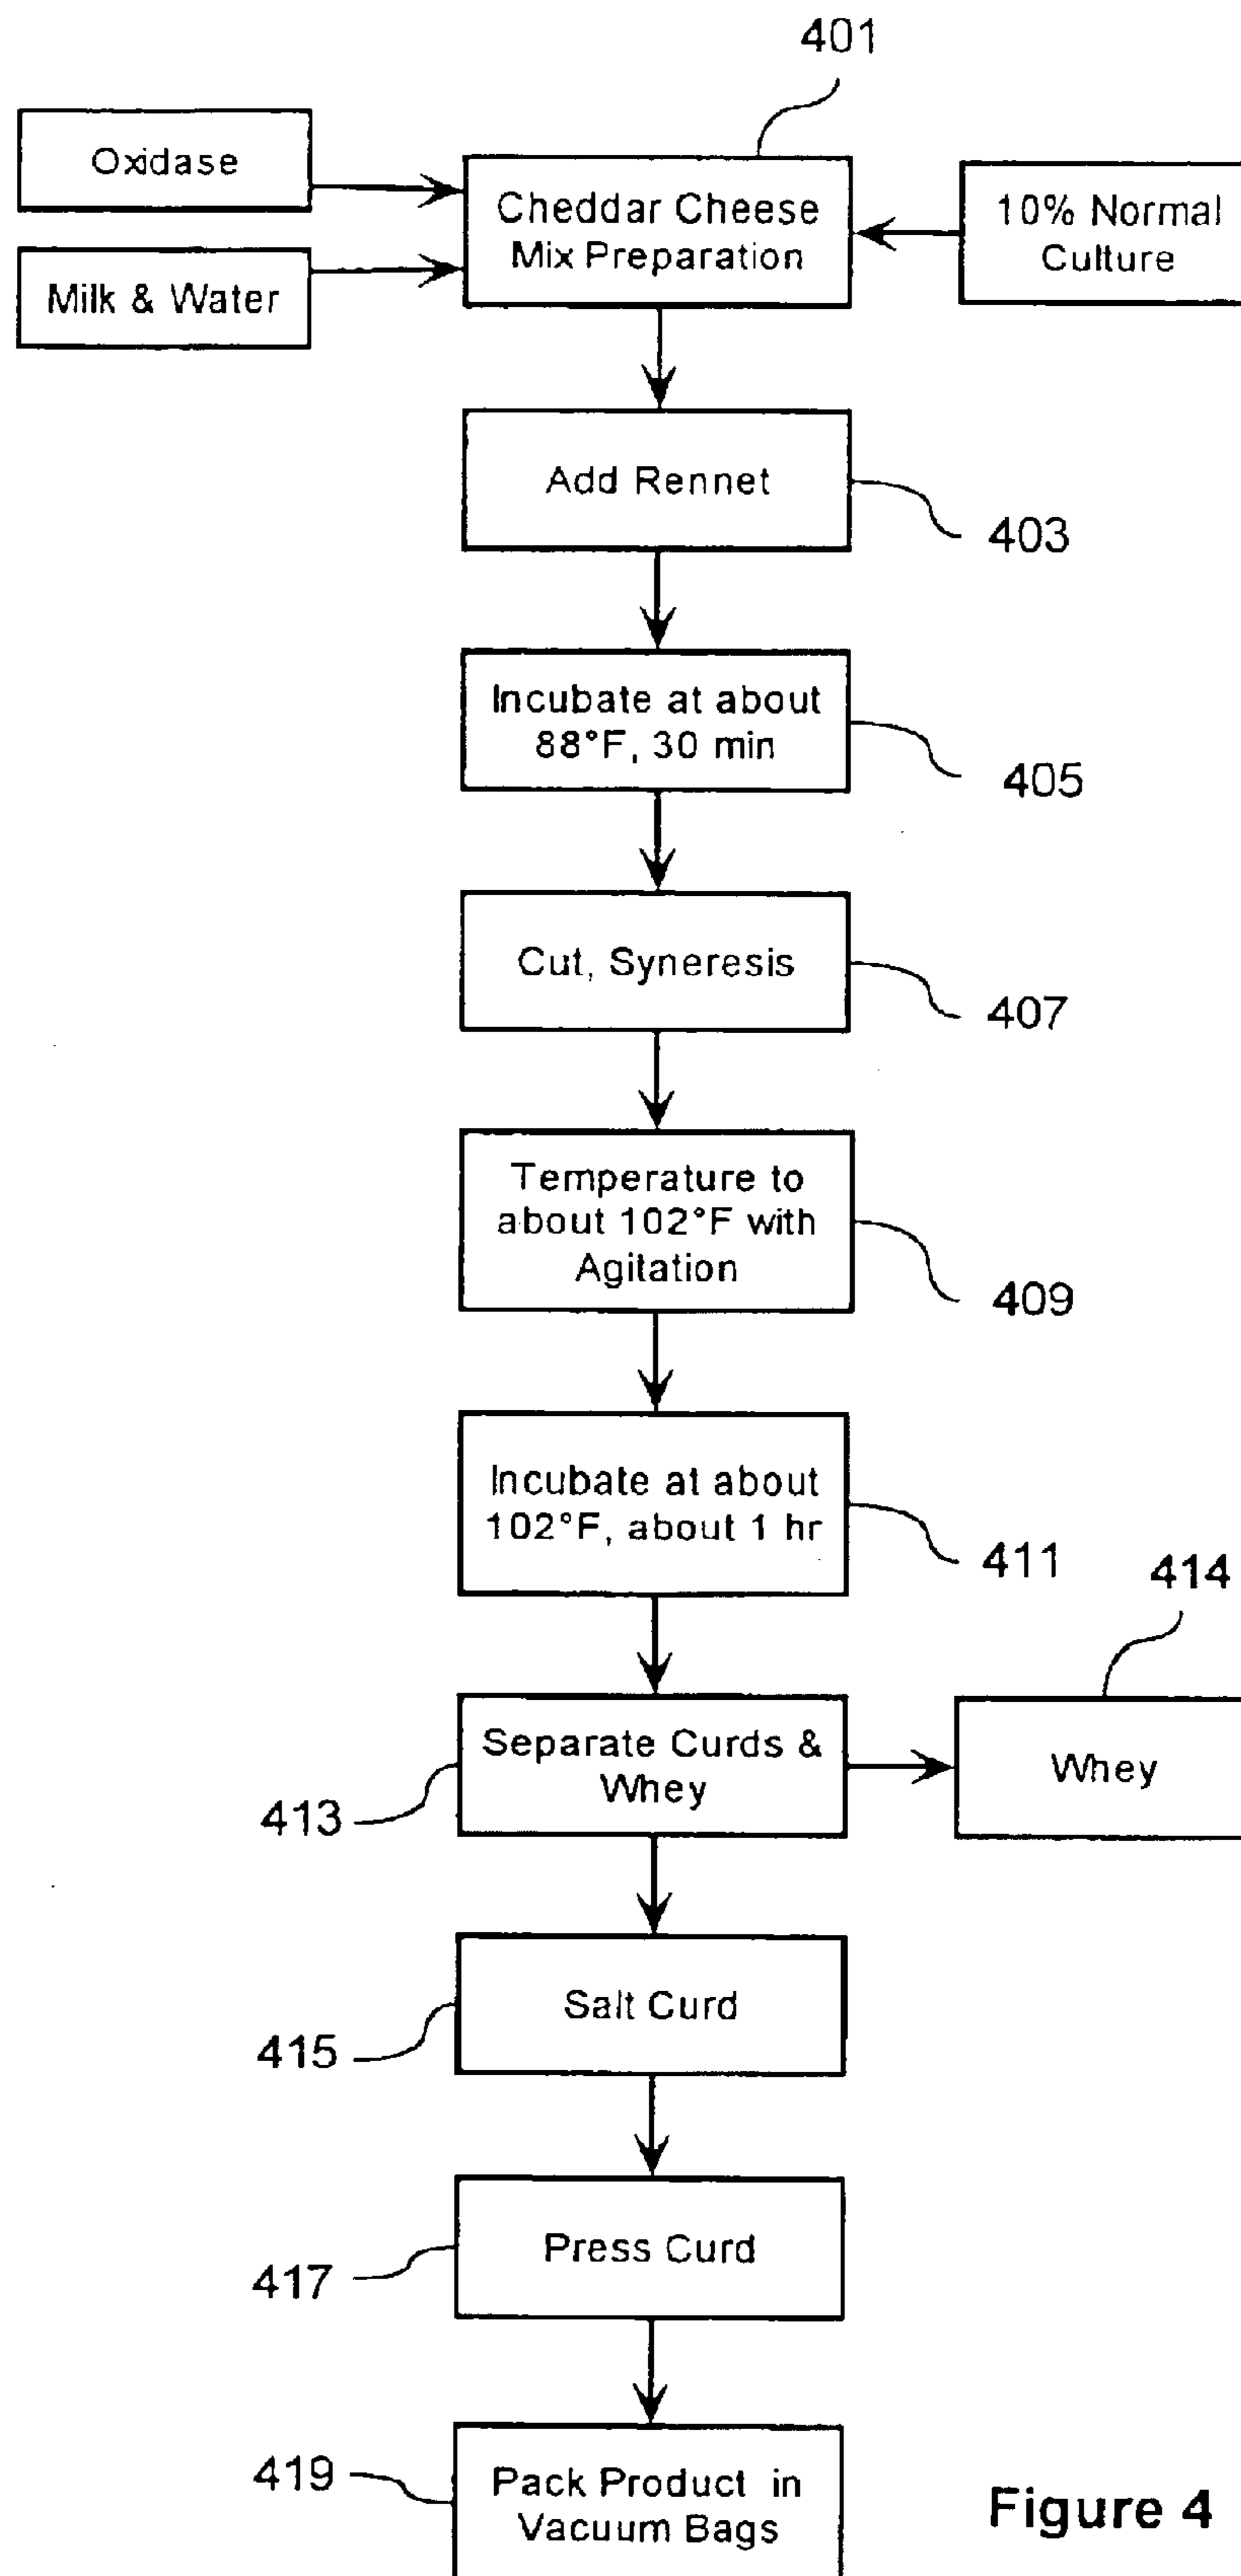 401
Oxidase
Cheddar Cheese
Mix Preparation
10% Normal
Culture
Milk & Water
Add Rennet
403
Incubate at about
88°F, 30 min
405
Cut, Syneresis
407
Temperature to
about 102°F with
Agitation
409
Incubate at about
102°F, about 1 hr
411
414
Separate Curds &
Whey
Whey
413
Salt Curd
415
Press Curd
417
419
Pack Product in
Vacuum Bags
Figure 4